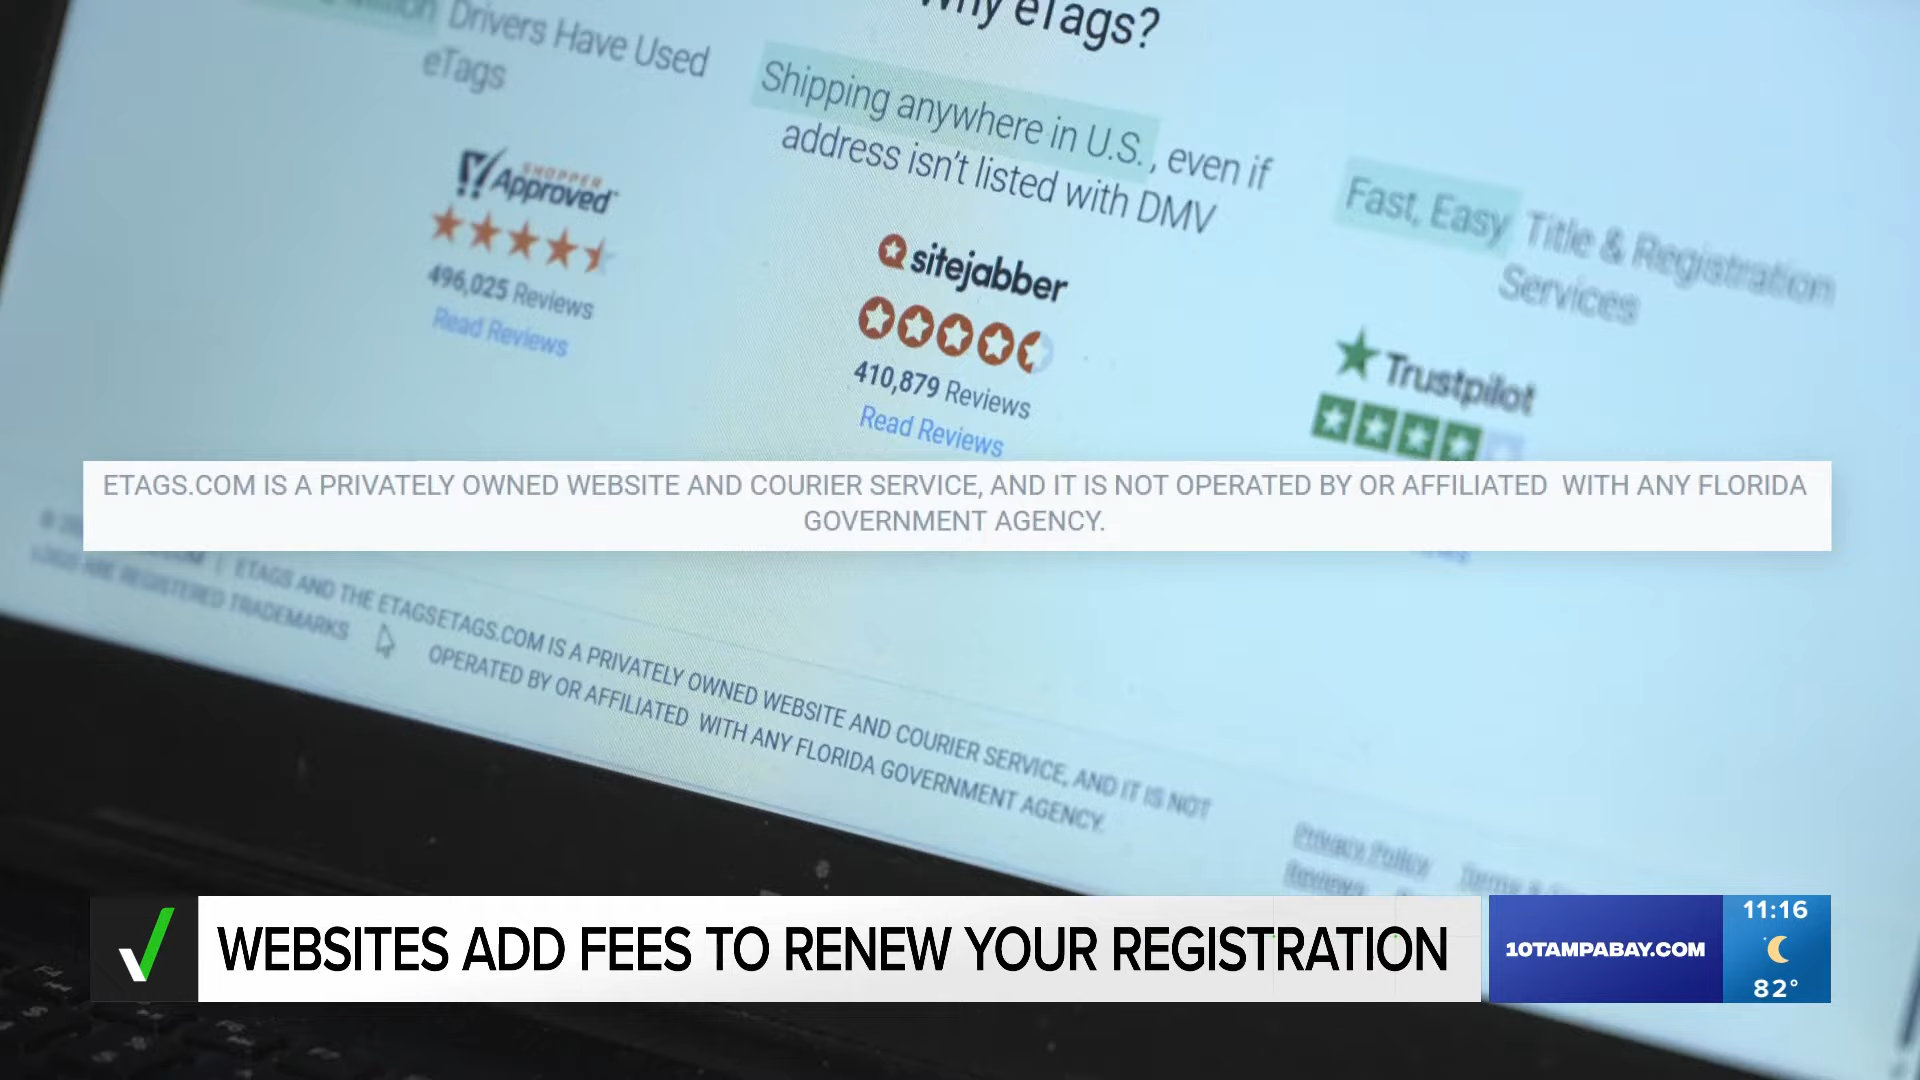 Why eTags?
Drivers Have Used
eTags
Shipping anywhere in U.S., even if
address isn't listed with DMV
Fast, Easy Title & Registration
Services
SHOPPER
Approved
496,025 Reviews
Read Reviews
sitejabber
410,879 Reviews
Read Reviews
Trustpilot
ETAGS.COM IS A PRIVATELY OWNED WEBSITE AND COURIER SERVICE, AND IT IS NOT OPERATED BY OR AFFILIATED WITH ANY FLORIDA
GOVERNMENT AGENCY.
| ETAGS AND THE ETAGSETAGS.COM IS A PRIVATELY OWNED WEBSITE AND COURIER SERVICE, AND IT IS NOT
LOGO ARE REGISTERED TRADEMARKS
OPERATED BY OR AFFILIATED WITH ANY FLORIDA GOVERNMENT AGENCY.
Privacy Policy
Reviews
WEBSITES ADD FEES TO RENEW YOUR REGISTRATION
10TAMPABAY.COM
11:16
82°